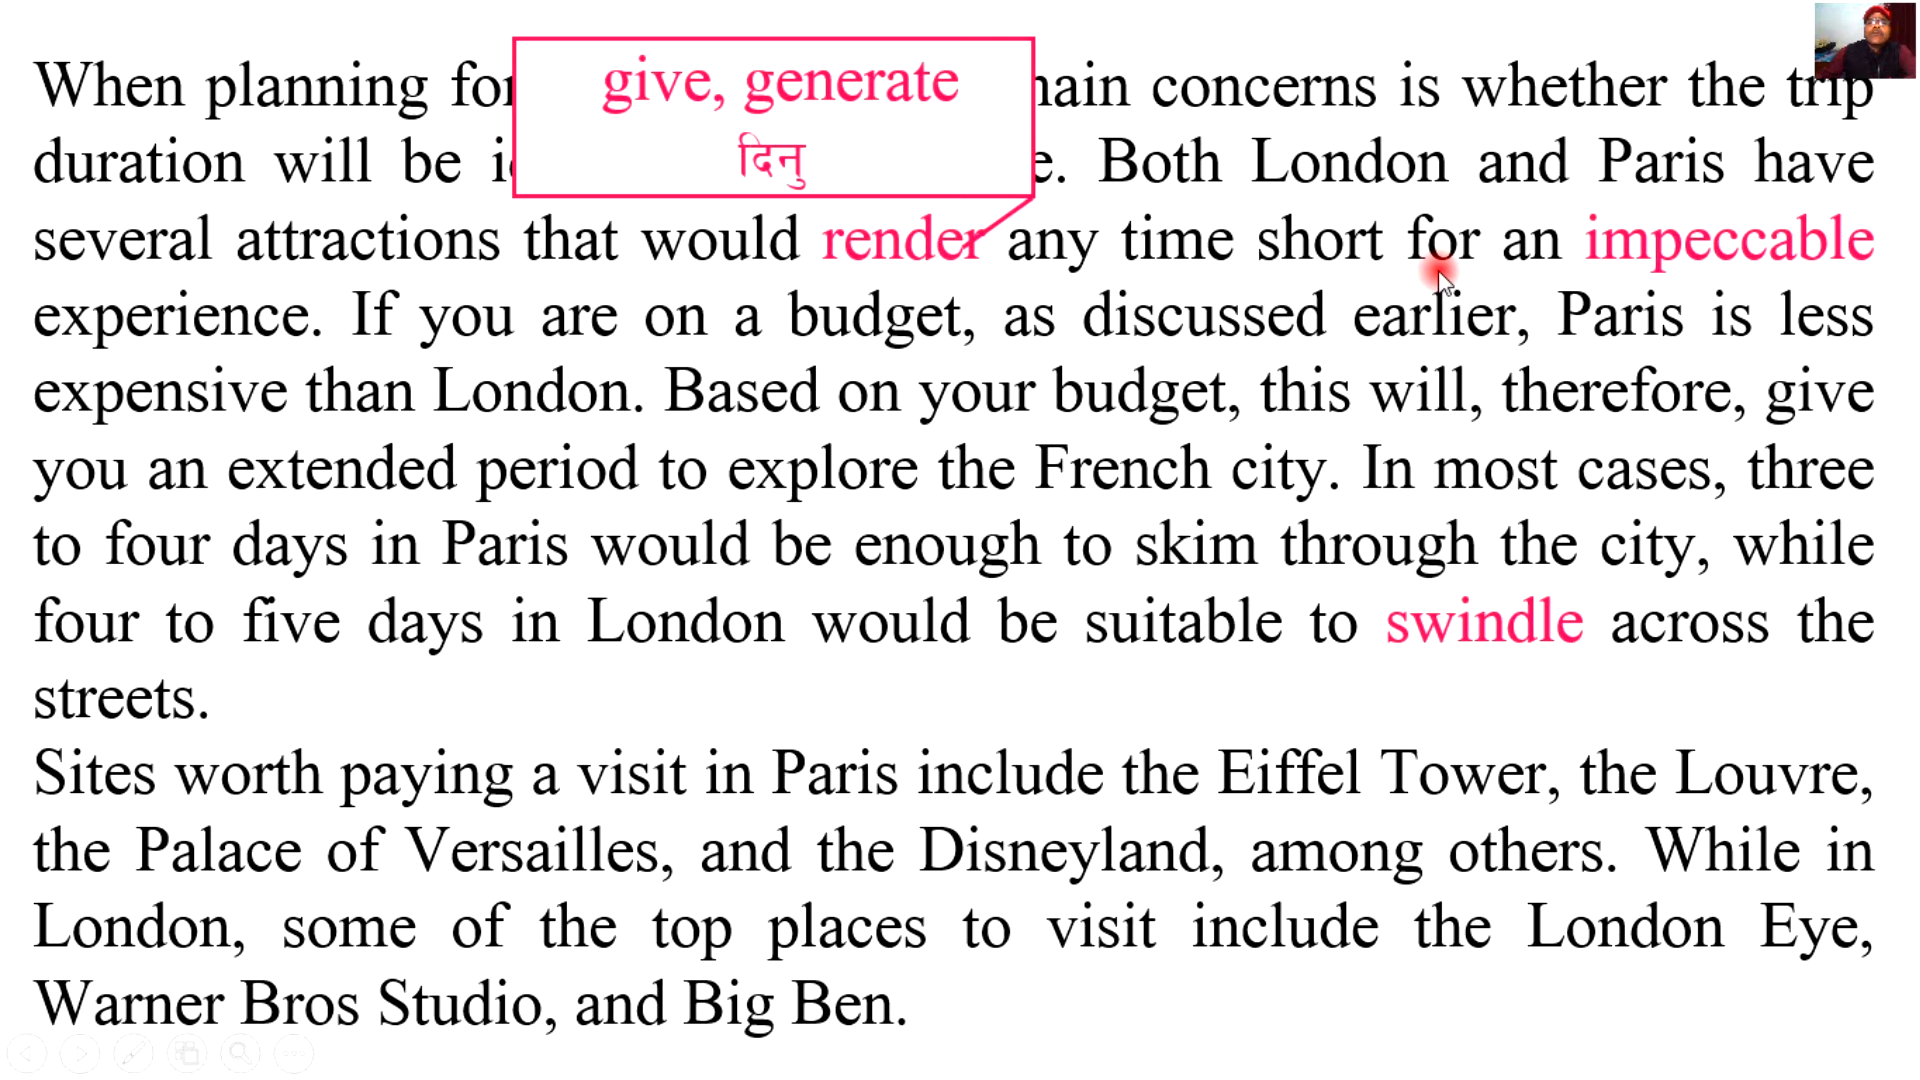 give, generate
दिनु
When planning for main concerns is whether the trip
duration will be Both London and Paris have
several attractions that would render any time short for an impeccable
experience. If you are on a budget, as discussed earlier, Paris is less
expensive than London. Based on your budget, this will, therefore, give
you an extended period to explore the French city. In most cases, three
to four days in Paris would be enough to skim through the city, while
four to five days in London would be suitable to swindle across the
streets.
Sites worth paying a visit in Paris include the Eiffel Tower, the Louvre,
the Palace of Versailles, and the Disneyland, among others. While in
London, some of the top places to visit include the London Eye,
Warner Bros Studio, and Big Ben.